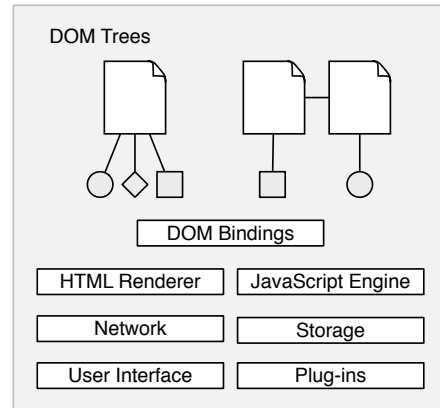 DOM Trees
DOM Bindings
HTML Renderer
JavaScript Engine
Network
Storage
User Interface
Plug-ins